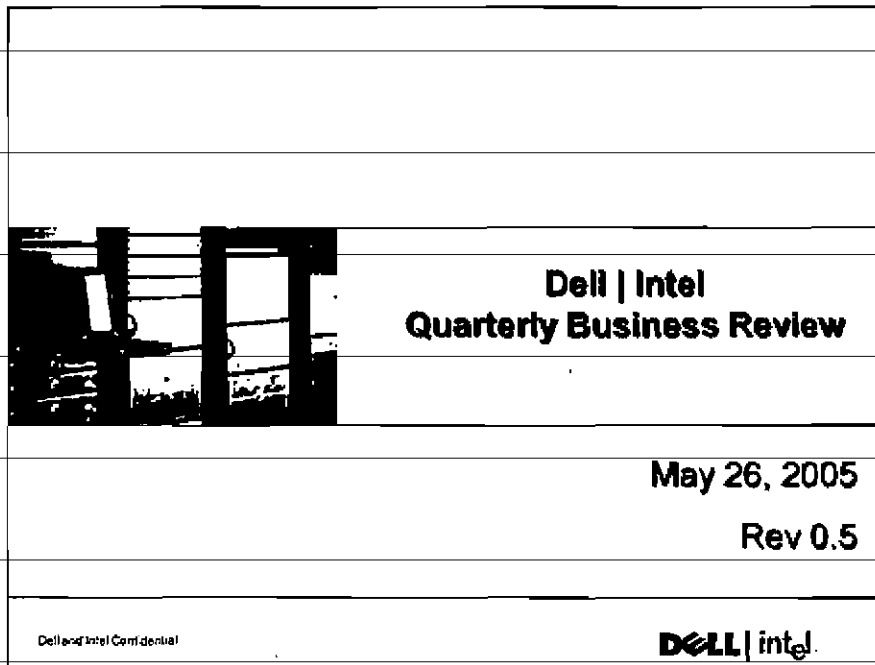 Dell | Intel
Quarterly Business Review
May 26, 2005
Rev 0.5
Dell and Intel Confidential
DELL | intel.